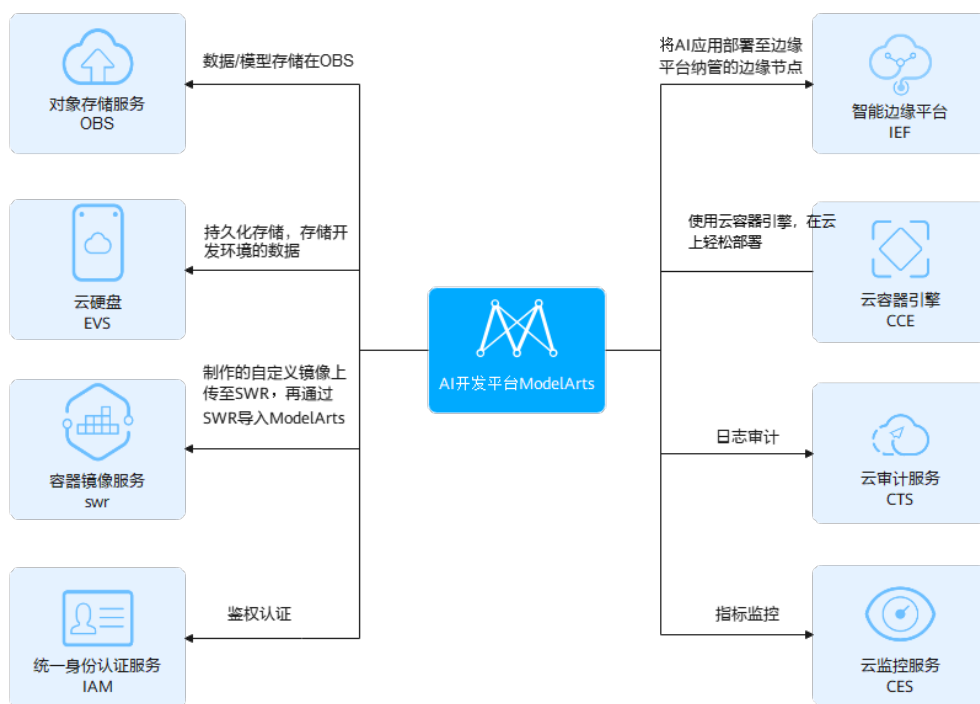 数据/模型存储在OBS
对象存储服务
OBS
持久化存储，存储开
发环境的数据
云硬盘
EVS
制作的自定义镜像上
传至SWR，再通过
SWR导入ModelArts
容器镜像服务
swr
鉴权认证
统一身份认证服务
IAM
AI开发平台ModelArts
将AI应用部署至边缘
平台纳管的边缘节点
智能边缘平台
IEF
使用云容器引擎，在云
上轻松部署
云容器引擎
CCE
日志审计
云审计服务
CTS
指标监控
云监控服务
CES